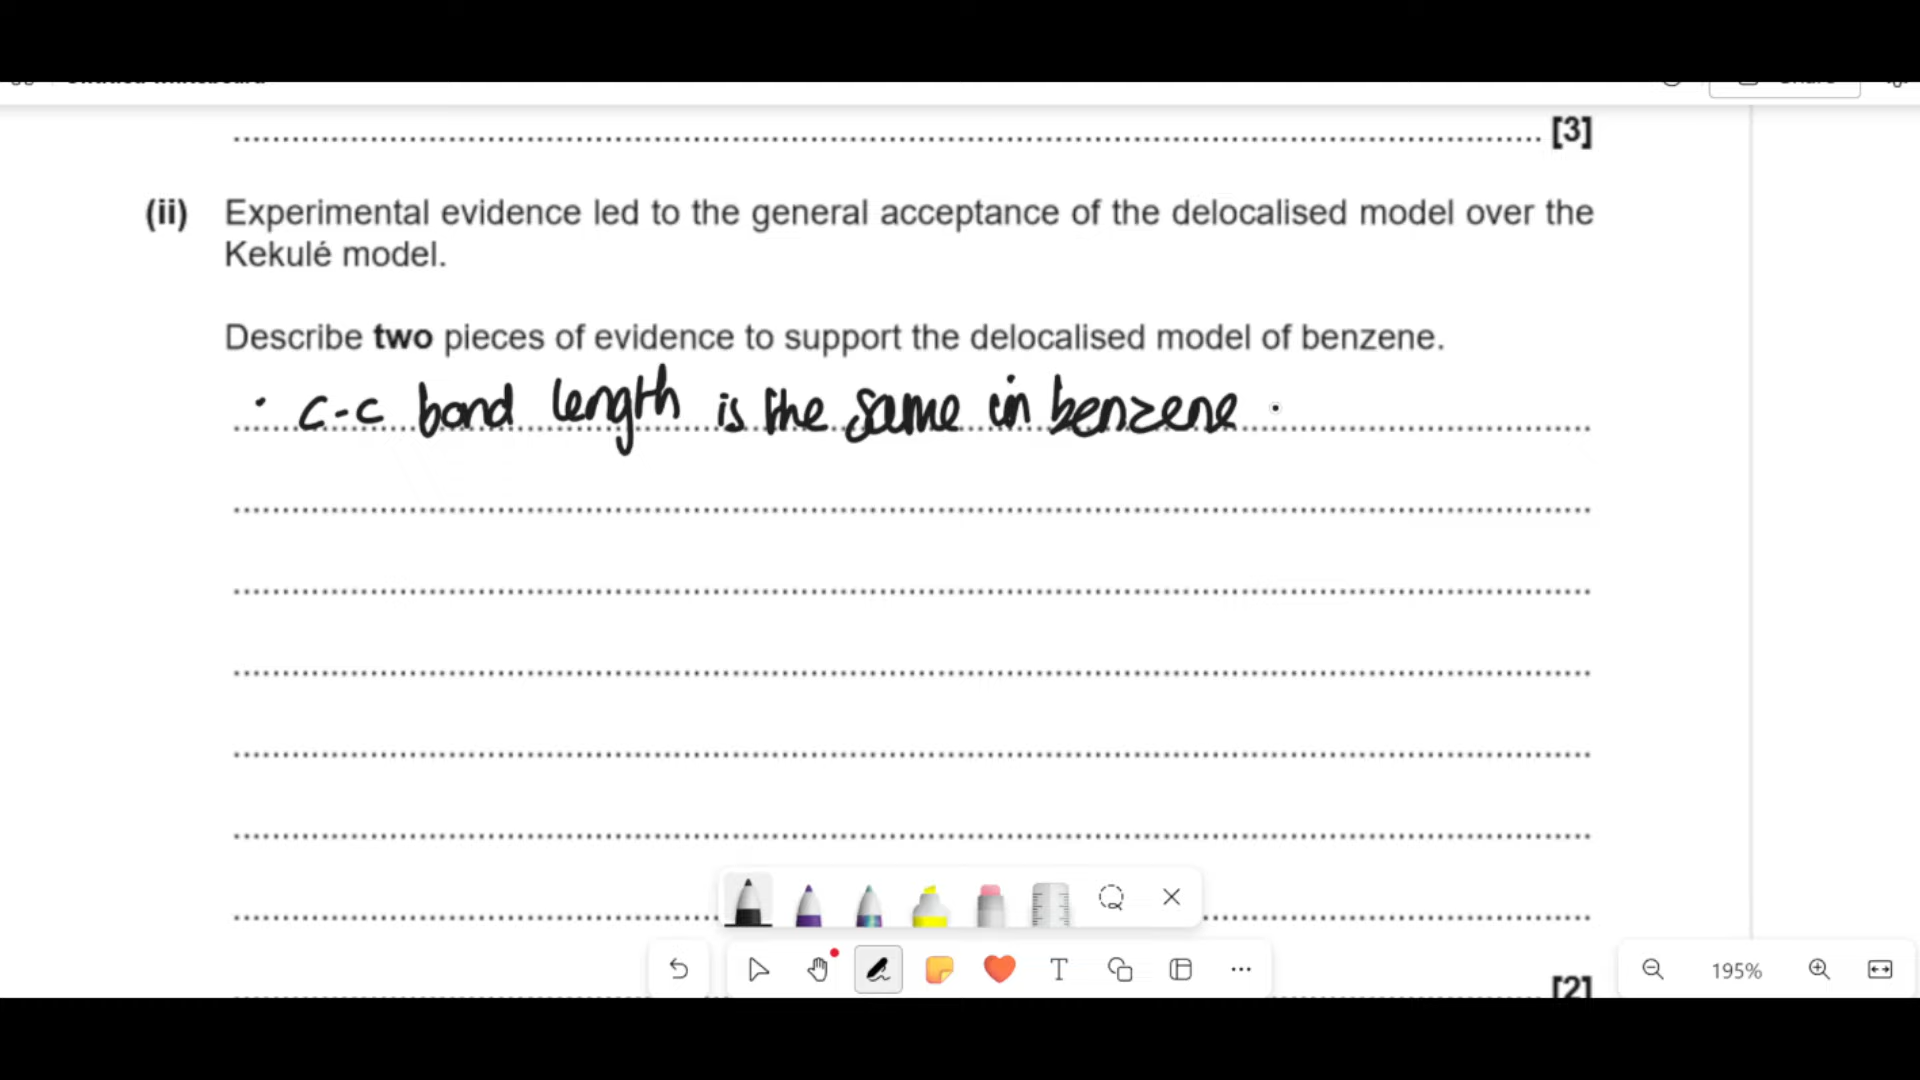 [3]
(ii) Experimental evidence led to the general acceptance of the delocalised model over the
Kekulé model.
Describe two pieces of evidence to support the delocalised model of benzene.
· C-C bond length is the same in benzene
[2]
195%
T